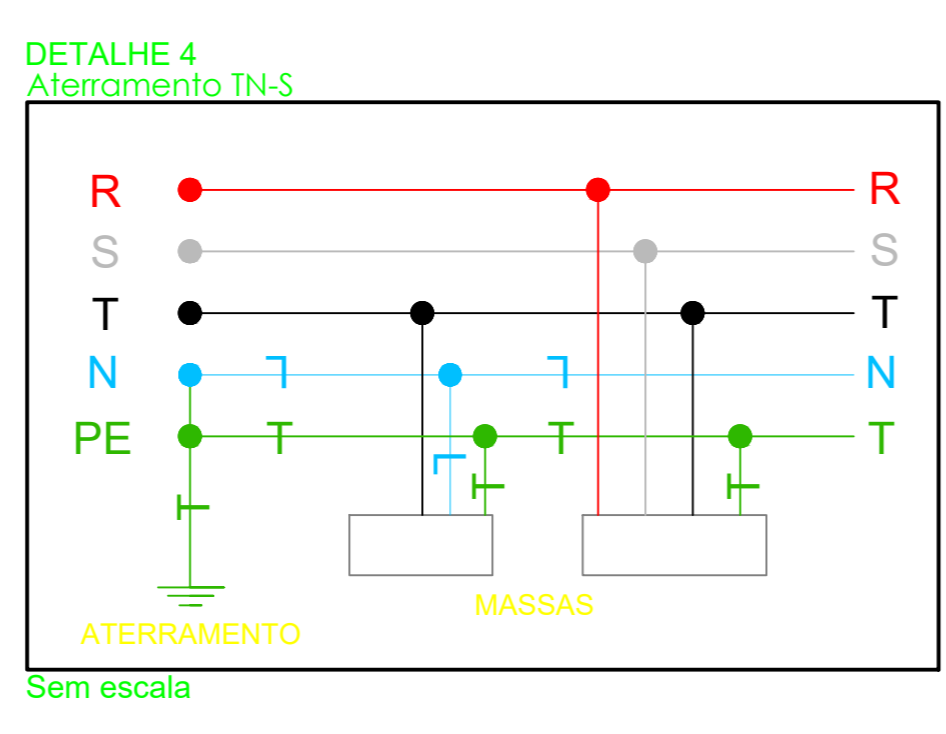 DETALHE 4
Aterramento TN-S
R R
S S
T T
N N
PE T T T
ATERRAMENTO
MASSAS
Sem escala